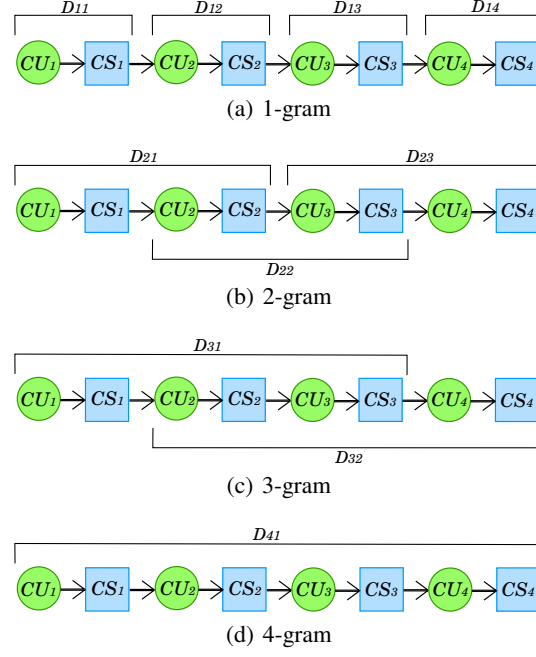 D11 D12 D13 D14
CU1 CS1 CU2 CS2 CU3 CS3 CU4 CS4
(a) 1-gram
D21 D23
CU1 CS1 CU2 CS2 CU3 CS3 CU4 CS4
D22
(b) 2-gram
D31
CU1 CS1 CU2 CS2 CU3 CS3 CU4 CS4
D32
(c) 3-gram
D41
CU1 CS1 CU2 CS2 CU3 CS3 CU4 CS4
(d) 4-gram